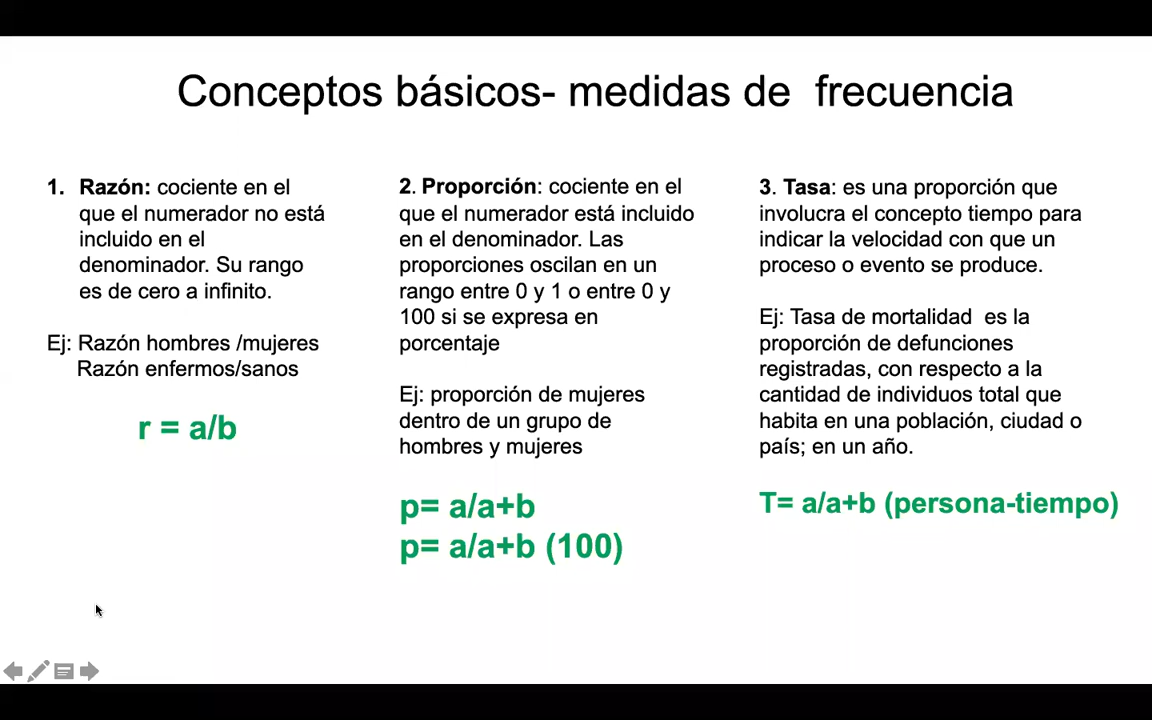 Conceptos básicos- medidas de  frecuencia
1. Razón: cociente en el
que el numerador no está
incluido en el
denominador. Su rango
es de cero a infinito.
Ej: Razón hombres /mujeres
Razón enfermos/sanos
r = a/b
2. Proporción: cociente en el
que el numerador está incluido
en el denominador. Las
proporciones oscilan en un
rango entre 0 y 1 o entre 0 y
100 si se expresa en
porcentaje
Ej: proporción de mujeres
dentro de un grupo de
hombres y mujeres
p= a/a+b
p= a/a+b (100)
3. Tasa: es una proporción que
involucra el concepto tiempo para
indicar la velocidad con que un
proceso o evento se produce.
Ej: Tasa de mortalidad  es la
proporción de defunciones
registradas, con respecto a la
cantidad de individuos total que
habita en una población, ciudad o
país; en un año.
T= a/a+b (persona-tiempo)